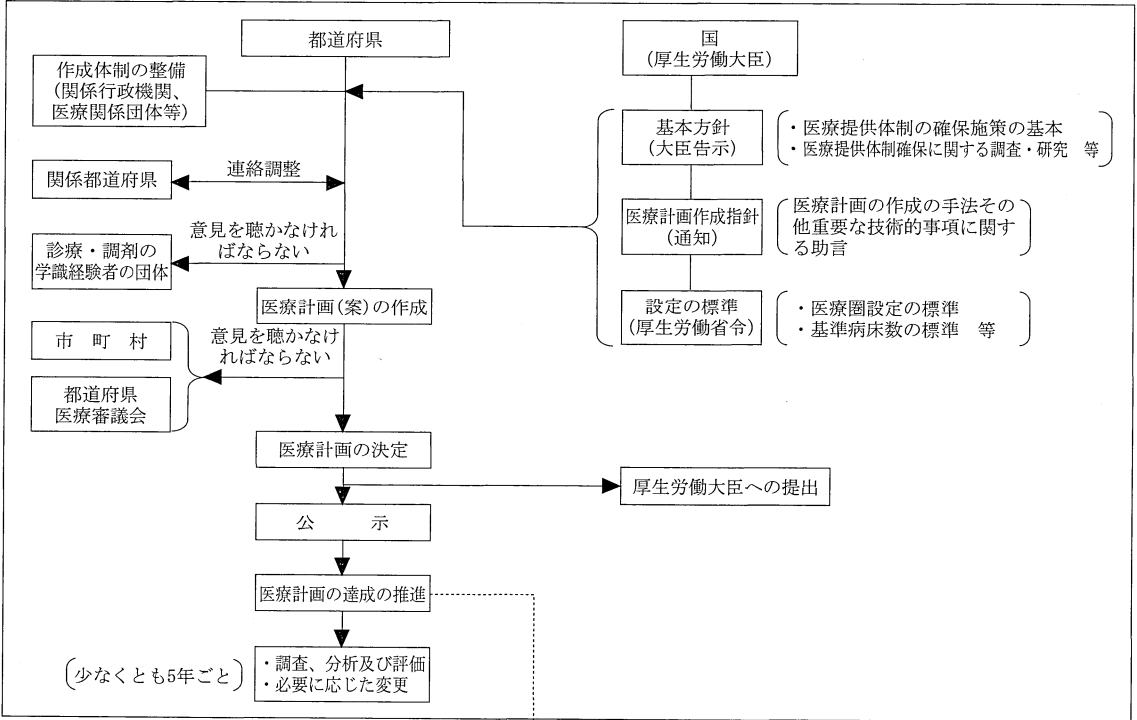 都道府県
作成体制の整備
(関係行政機関、
医療関係団体等)
関係都道府県
連絡調整
診療・調剤の
学識経験者の団体
意見を聴かなけれ
ばならない
医療計画(案)の作成
市 町 村
都道府県
医療審議会
意見を聴かなけ
ればならない
医療計画の決定
厚生労働大臣への提出
公 示
医療計画の達成の推進
(少なくとも5年ごと)
・調査、分析及び評価
・必要に応じた変更
国
(厚生労働大臣)
基本方針
(大臣告示)
・医療提供体制の確保施策の基本
・医療提供体制確保に関する調査・研究 等
医療計画作成指針
(通知)
医療計画の作成の手法その
他重要な技術的事項に関す
る助言
設定の標準
(厚生労働省令)
・医療圏設定の標準
・基準病床数の標準 等